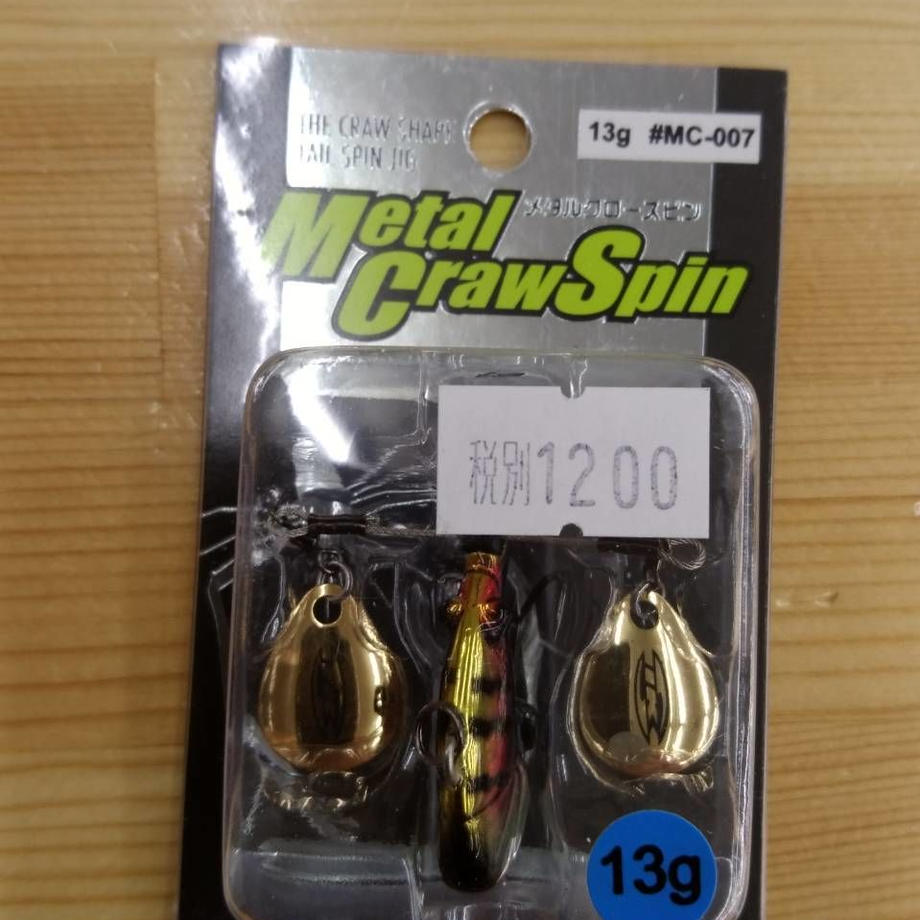 THE CRAW SHAPE
TAIL SPIN JIG
13g #MC-007
メタルクロースピン
Metal
CrawSpin
税別1200
13g